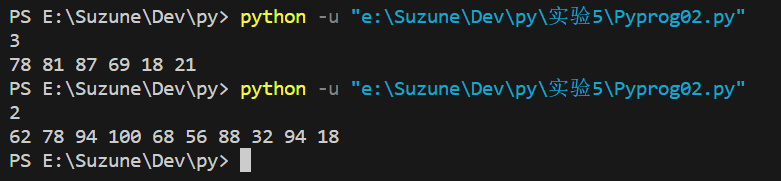 PS E:\Suzune\Dev\py> python -u "e:\Suzune\Dev\py\实验5\Pyprog02.py"
3
78 81 87 69 18 21
PS E:\Suzune\Dev\py> python -u "e:\Suzune\Dev\py\实验5\Pyprog02.py"
2
62 78 94 100 68 56 88 32 94 18
PS E:\Suzune\Dev\py>